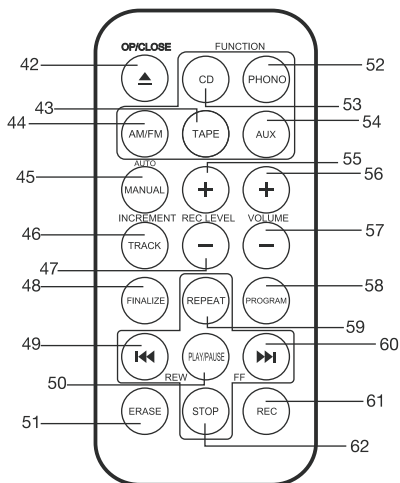 OP/CLOSE FUNCTION
42 52
CD PHONO
43 53
44 54
AM/FM TAPE AUX
AUTO 55
45 MANUAL + + 56
INCREMENT REC LEVEL VOLUME
46 TRACK − − 57
47
48 58
FINALIZE REPEAT PROGRAM
59
49 60
PLAY/PAUSE
50 REW FF
51 61
ERASE STOP REC
62